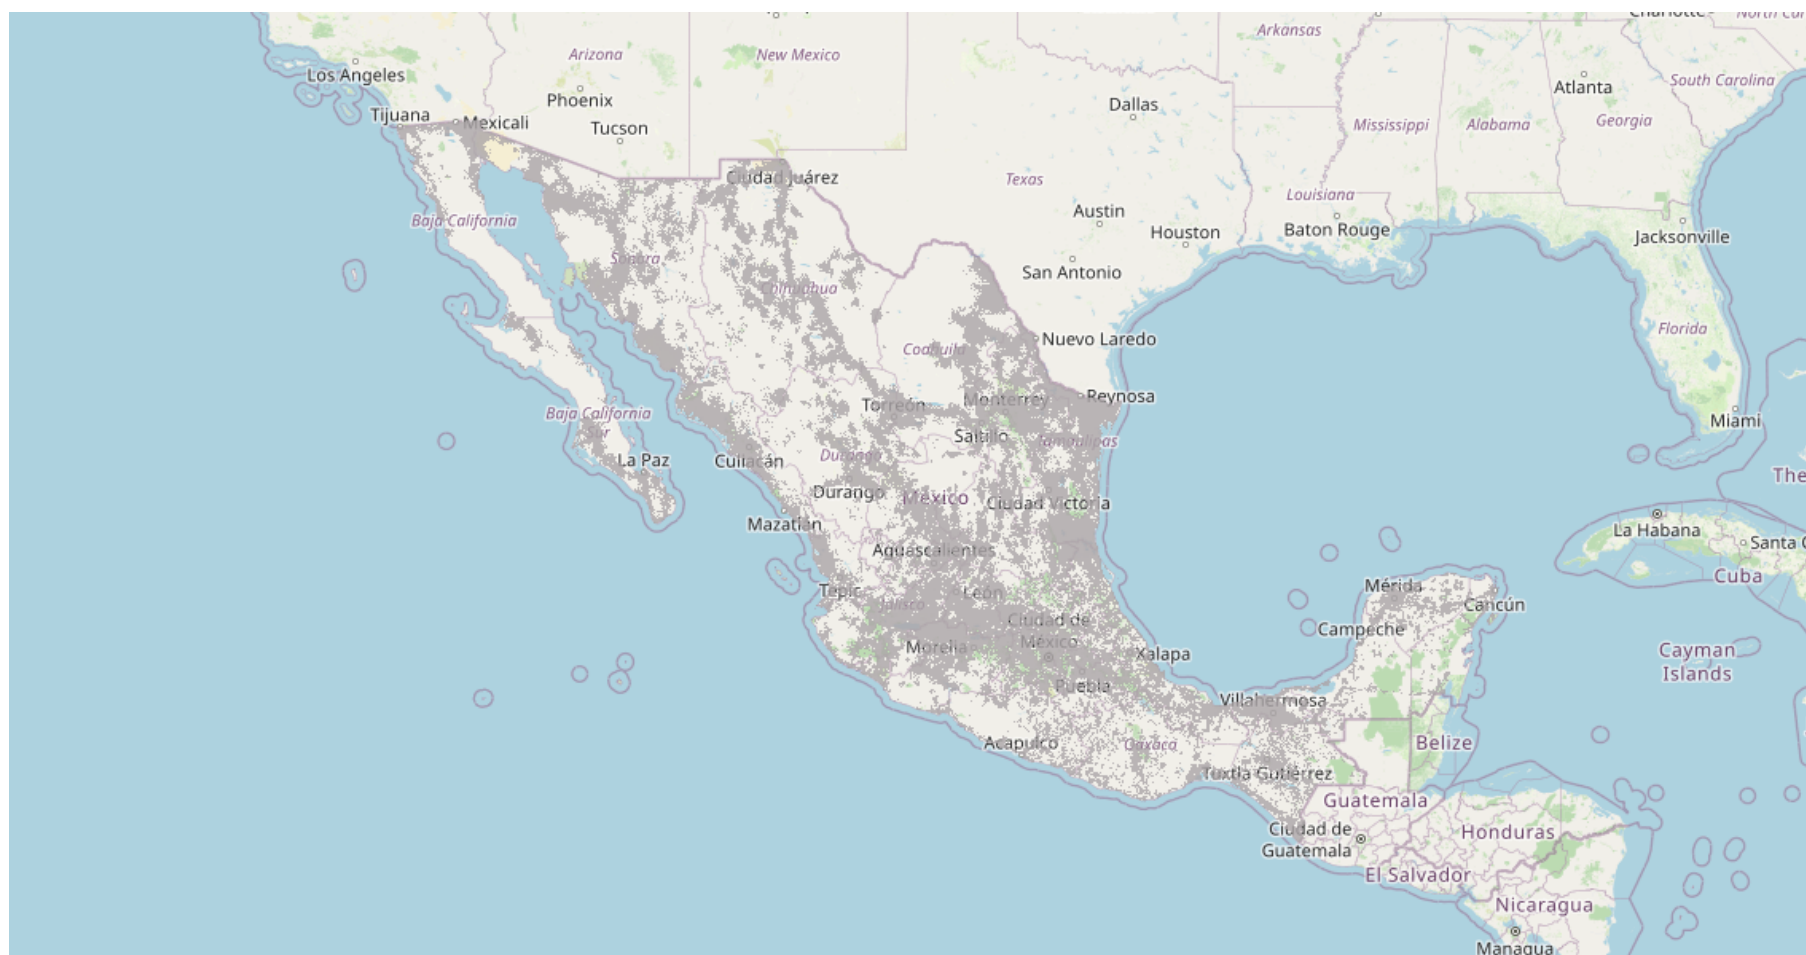 North Car
Arkansas
Arizona
New Mexico
Los Angeles
South Carolina
Atlanta
Phoenix
Dallas
Tijuana
Mexicali
Tucson
Mississippi
Alabama
Georgia
Ciudad Juárez
Texas
Louisiana
Baja California
Austin
Houston
Baton Rouge
Jacksonville
Sonora
San Antonio
Chihuahua
Florida
Nuevo Laredo
Coahuila
Torreón
Monterrey
Reynosa
Baja California
Sur
Miami
Saltillo
Tamaulipas
La Paz
Culiacán
Durango
The
Durango
México
Ciudad Victoria
Mazatlán
La Habana
Santa C
Aguascalientes
Cuba
Tepic
León
Mérida
Jalisco
Cancún
Ciudad de
México
Campeche
Morelia
Xalapa
Cayman
Islands
Puebla
Villahermosa
Acapulco
Oaxaca
Belize
Tuxtla Gutiérrez
Guatemala
Ciudad de
Guatemala
Honduras
El Salvador
Nicaragua
Managua